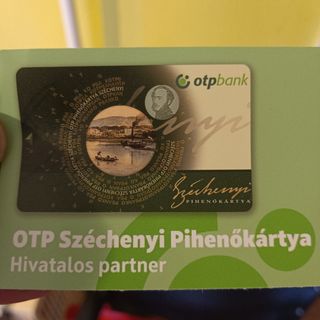 otpbank
Széchenyi
PIHENŐKÁRTYA
OTP Széchenyi Pihenőkártya
Hivatalos partner